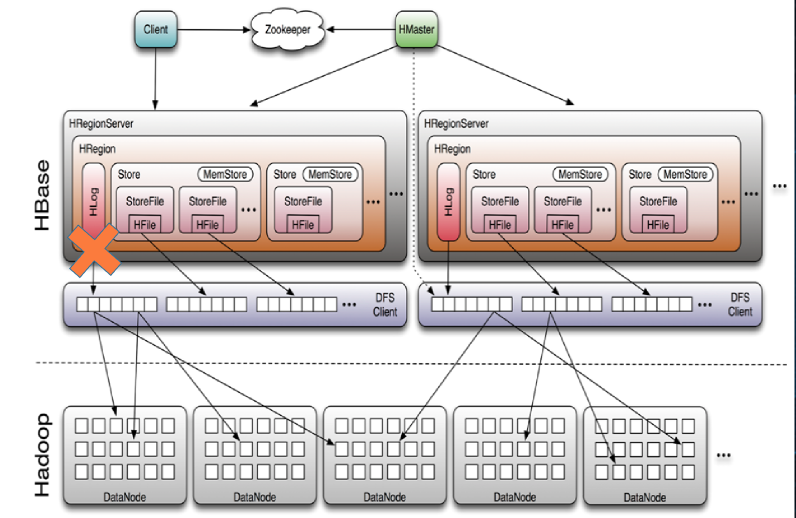 Client
Zookeeper
HMaster
HBase
HRegionServer
HRegion
HLog
Store
MemStore
StoreFile
HFile
StoreFile
HFile
...
Store
MemStore
StoreFile
HFile
...
...
DFS
Client
...
HRegionServer
HRegion
HLog
Store
MemStore
StoreFile
HFile
StoreFile
HFile
...
Store
MemStore
StoreFile
HFile
...
...
...
DFS
Client
...
Hadoop
DataNode
DataNode
DataNode
DataNode
DataNode
...